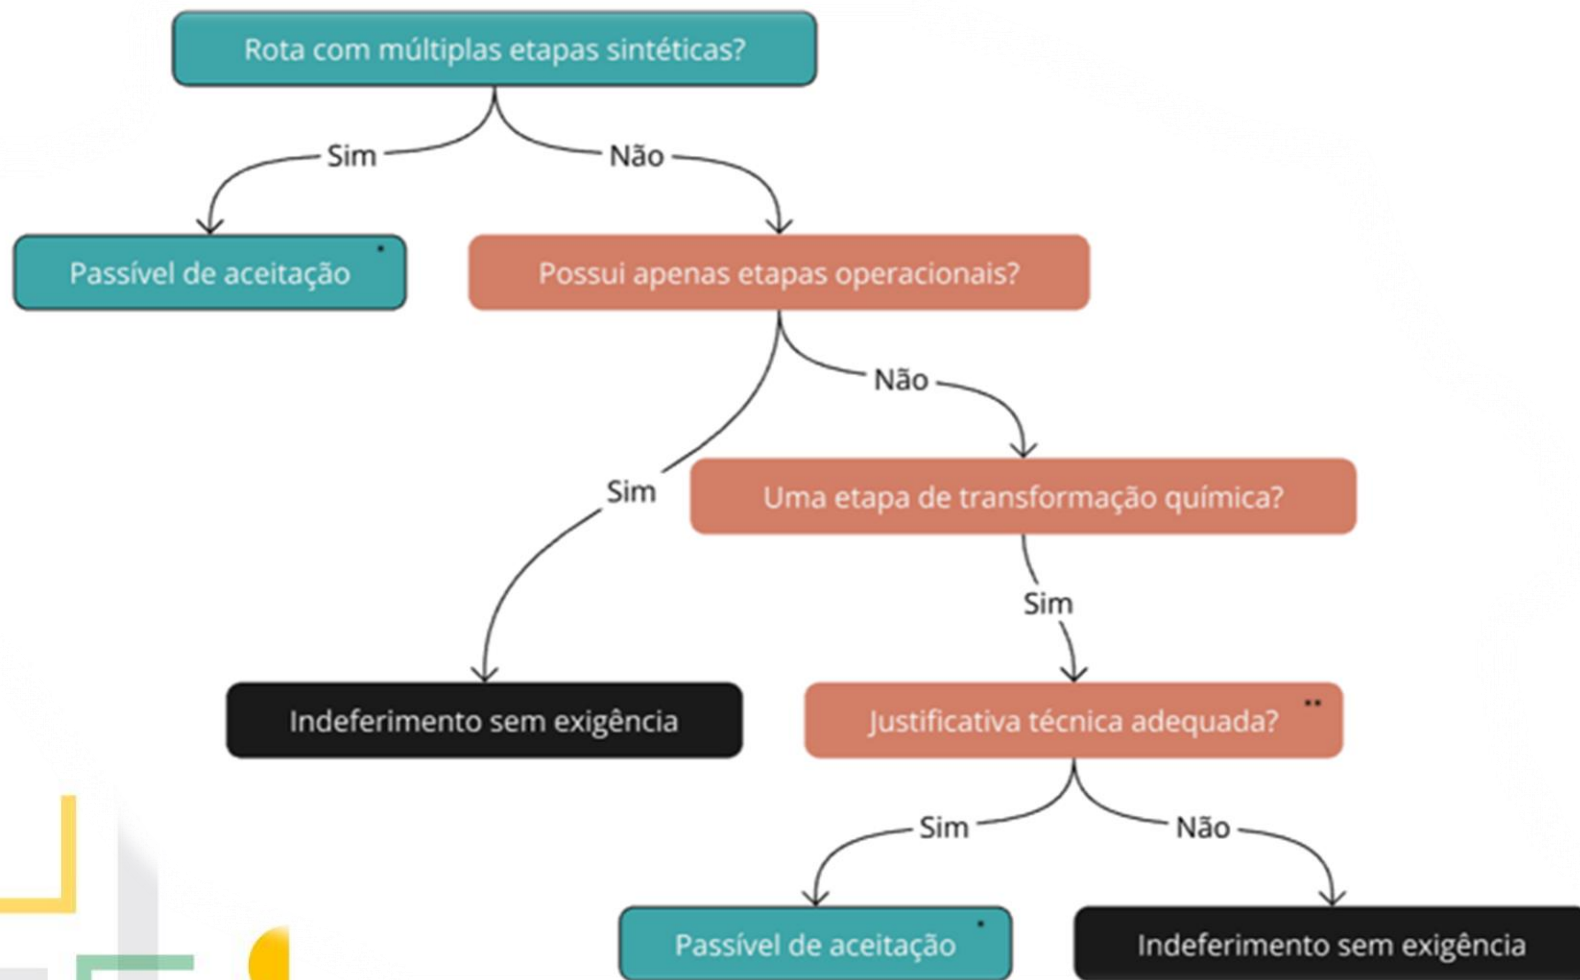 Rota com múltiplas etapas sintéticas?
Sim
Não
Passível de aceitação *
Possui apenas etapas operacionais?
Não
Sim
Uma etapa de transformação química?
Sim
Indeferimento sem exigência
Justificativa técnica adequada? **
Sim
Não
Passível de aceitação *
Indeferimento sem exigência